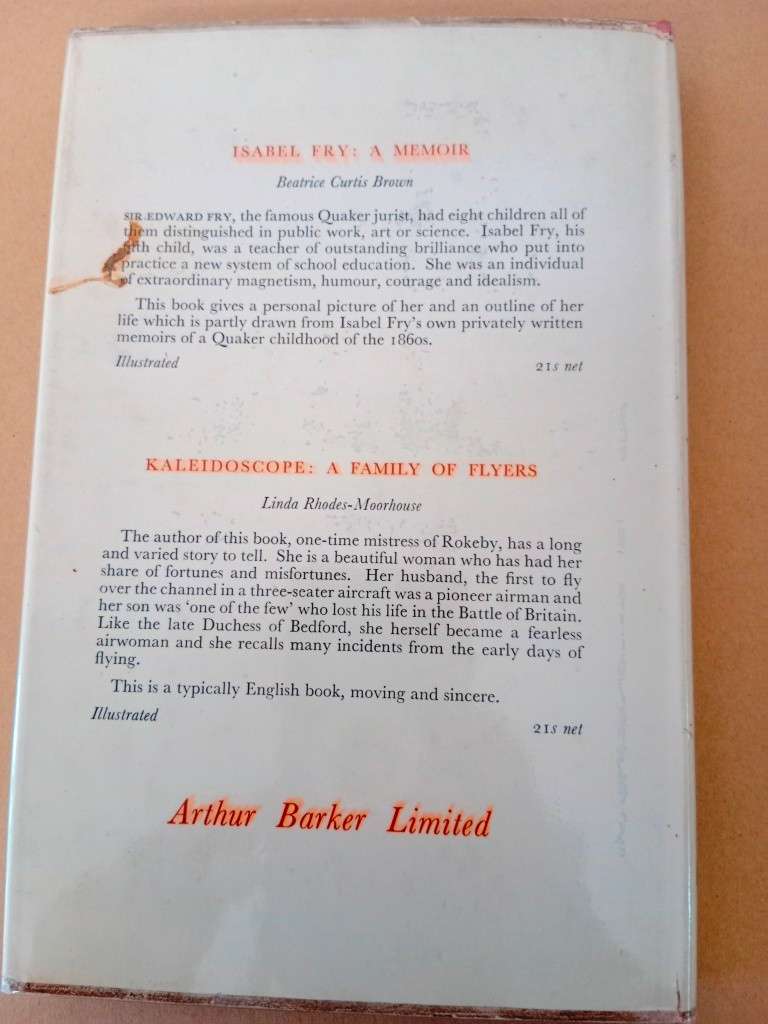 ISABEL FRY: A MEMOIR
Beatrice Curtis Brown
SIR EDWARD FRY, the famous Quaker jurist, had eight children all of
them distinguished in public work, art or science. Isabel Fry, his
fifth child, was a teacher of outstanding brilliance who put into
practice a new system of school education. She was an individual
of extraordinary magnetism, humour, courage and idealism.
This book gives a personal picture of her and an outline of her
life which is partly drawn from Isabel Fry's own privately written
memoirs of a Quaker childhood of the 1860s.
Illustrated
21s net
KALEIDOSCOPE: A FAMILY OF FLYERS
Linda Rhodes-Moorhouse
The author of this book, one-time mistress of Rokeby, has a long
and varied story to tell. She is a beautiful woman who has had her
share of fortunes and misfortunes. Her husband, the first to fly
over the channel in a three-seater aircraft was a pioneer airman and
her son was 'one of the few' who lost his life in the Battle of Britain.
Like the late Duchess of Bedford, she herself became a fearless
airwoman and she recalls many incidents from the early days of
flying.
This is a typically English book, moving and sincere.
Illustrated
21s net
Arthur Barker Limited